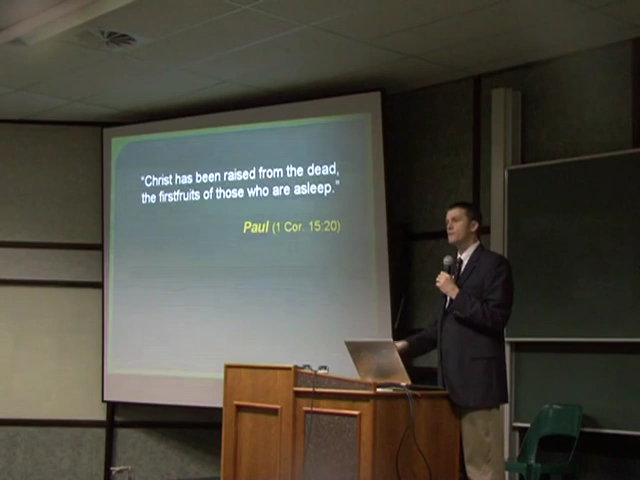 “Christ has been raised from the dead,
the firstfruits of those who are asleep.”
Paul (1 Cor. 15:20)